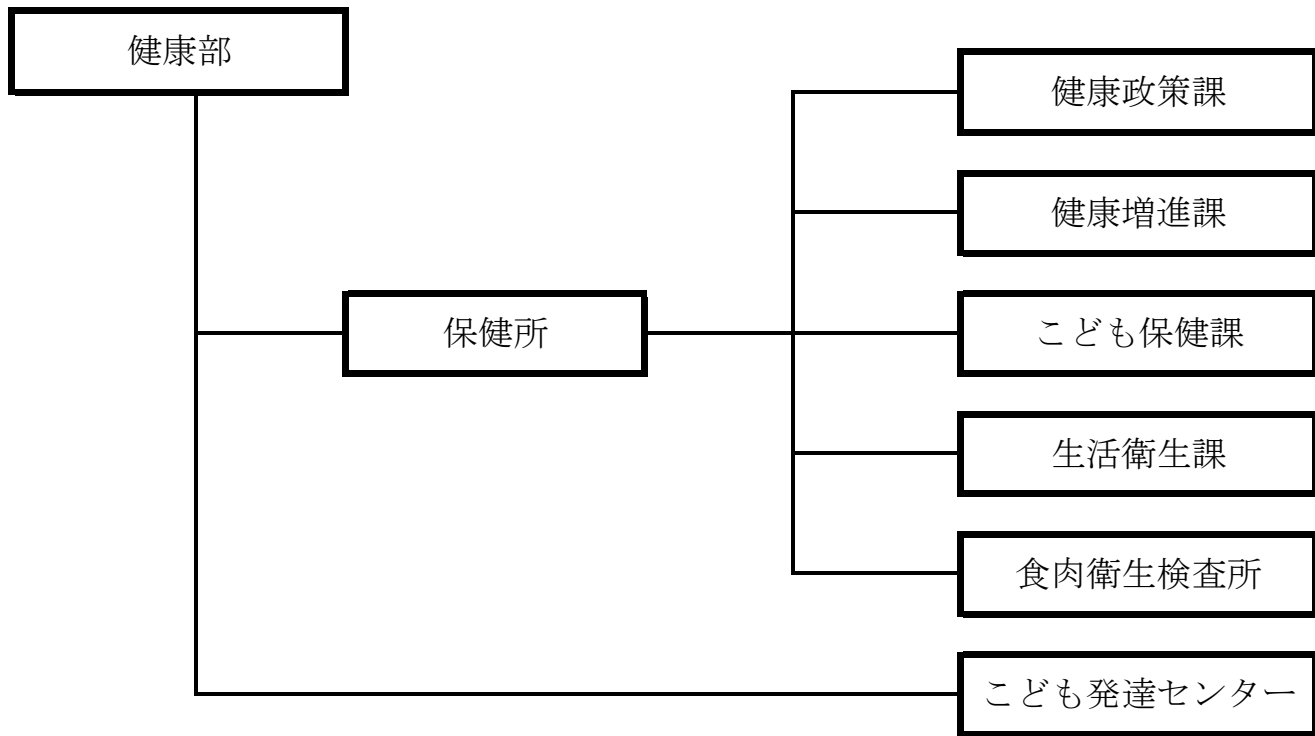 健康部
健康政策課
健康増進課
保健所
こども保健課
生活衛生課
食肉衛生検査所
こども発達センター